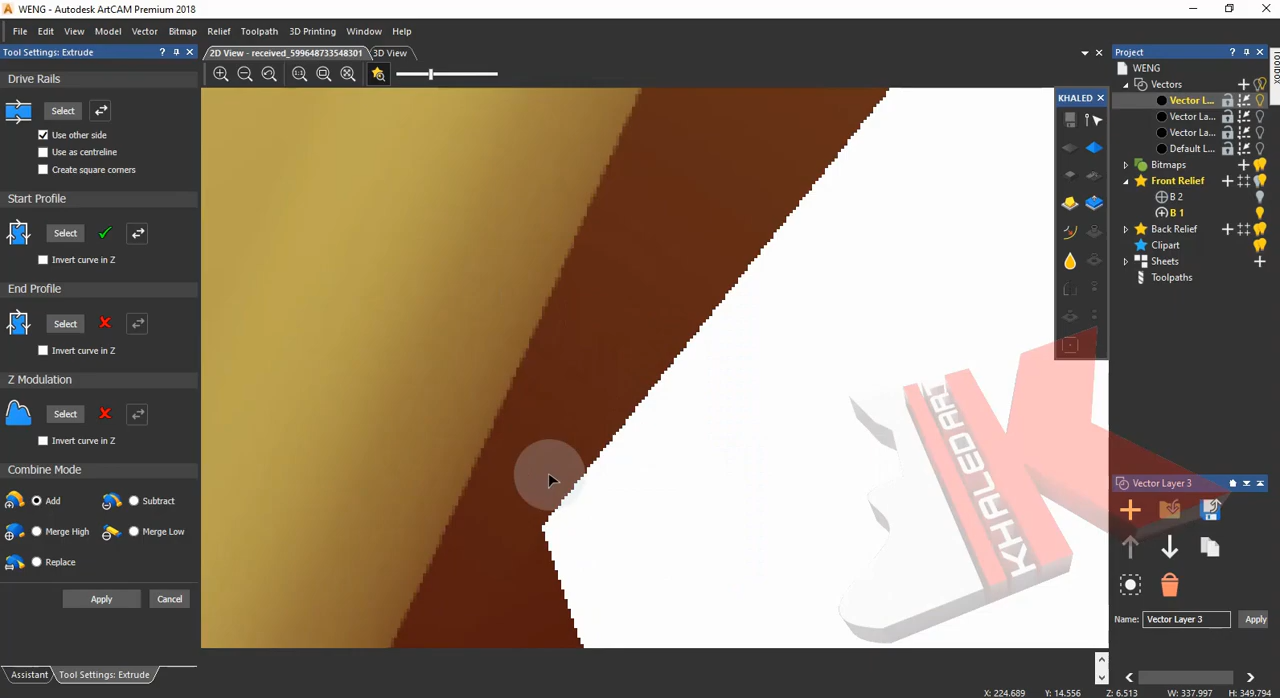 WENG - Autodesk ArtCAM Premium 2018
File Edit View Model Vector Bitmap Relief Toolpath 3D Printing Window Help
Tool Settings: Extrude
2D View - received_599648733548301
3D View
Project
Toolbox
Drive Rails
Select
Use other side
Use as centreline
Create square corners
Start Profile
Select
Invert curve in Z
End Profile
Select
Invert curve in Z
Z Modulation
Select
Invert curve in Z
Combine Mode
Add
Subtract
Merge High
Merge Low
Replace
Apply
Cancel
Assistant
Tool Settings: Extrude
KHALED
KHALED ART
KHALED
WENG
Vectors
Vector L...
Vector La...
Vector La...
Default L...
Bitmaps
Front Relief
B 2
B 1
Back Relief
Clipart
Sheets
Toolpaths
Vector Layer 3
Name: Vector Layer 3
Apply
X: 224.689 Y: 14.556 Z: 6.513 W: 337.997 H: 349.794